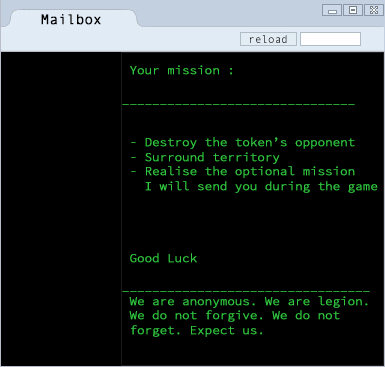 Mailbox
reload
Your mission :
_______________________________
- Destroy the token's opponent
- Surround territory
- Realise the optional mission
I will send you during the game
Good Luck
_________________________________
We are anonymous. We are legion.
We do not forgive. We do not
forget. Expect us.